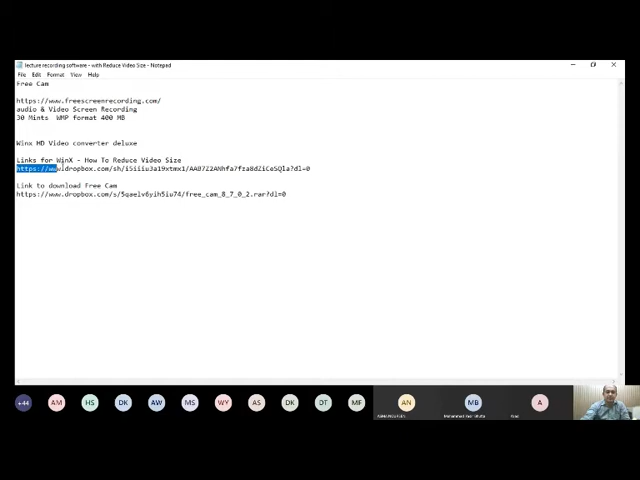 lecture recording software - with Reduce Video Size - Notepad
File Edit Format View Help
Free Cam
https://www.freescreenrecording.com/
audio & Video Screen Recording
30 Mints WMP format 400 MB
Winx HD Video converter deluxe
Links for WinX - How To Reduce Video Size
Link to download Free Cam
+44 AM HS DK AW MS WY AS DK DT MF AN MB A